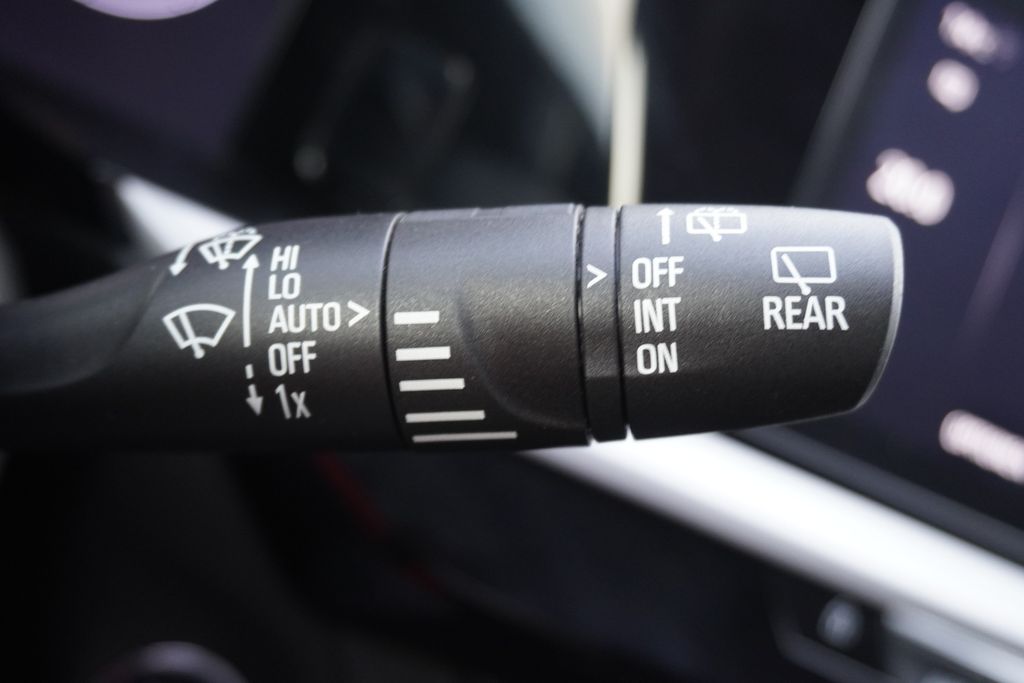 HI
LO
AUTO >
OFF
1x
>
OFF
INT
ON
REAR